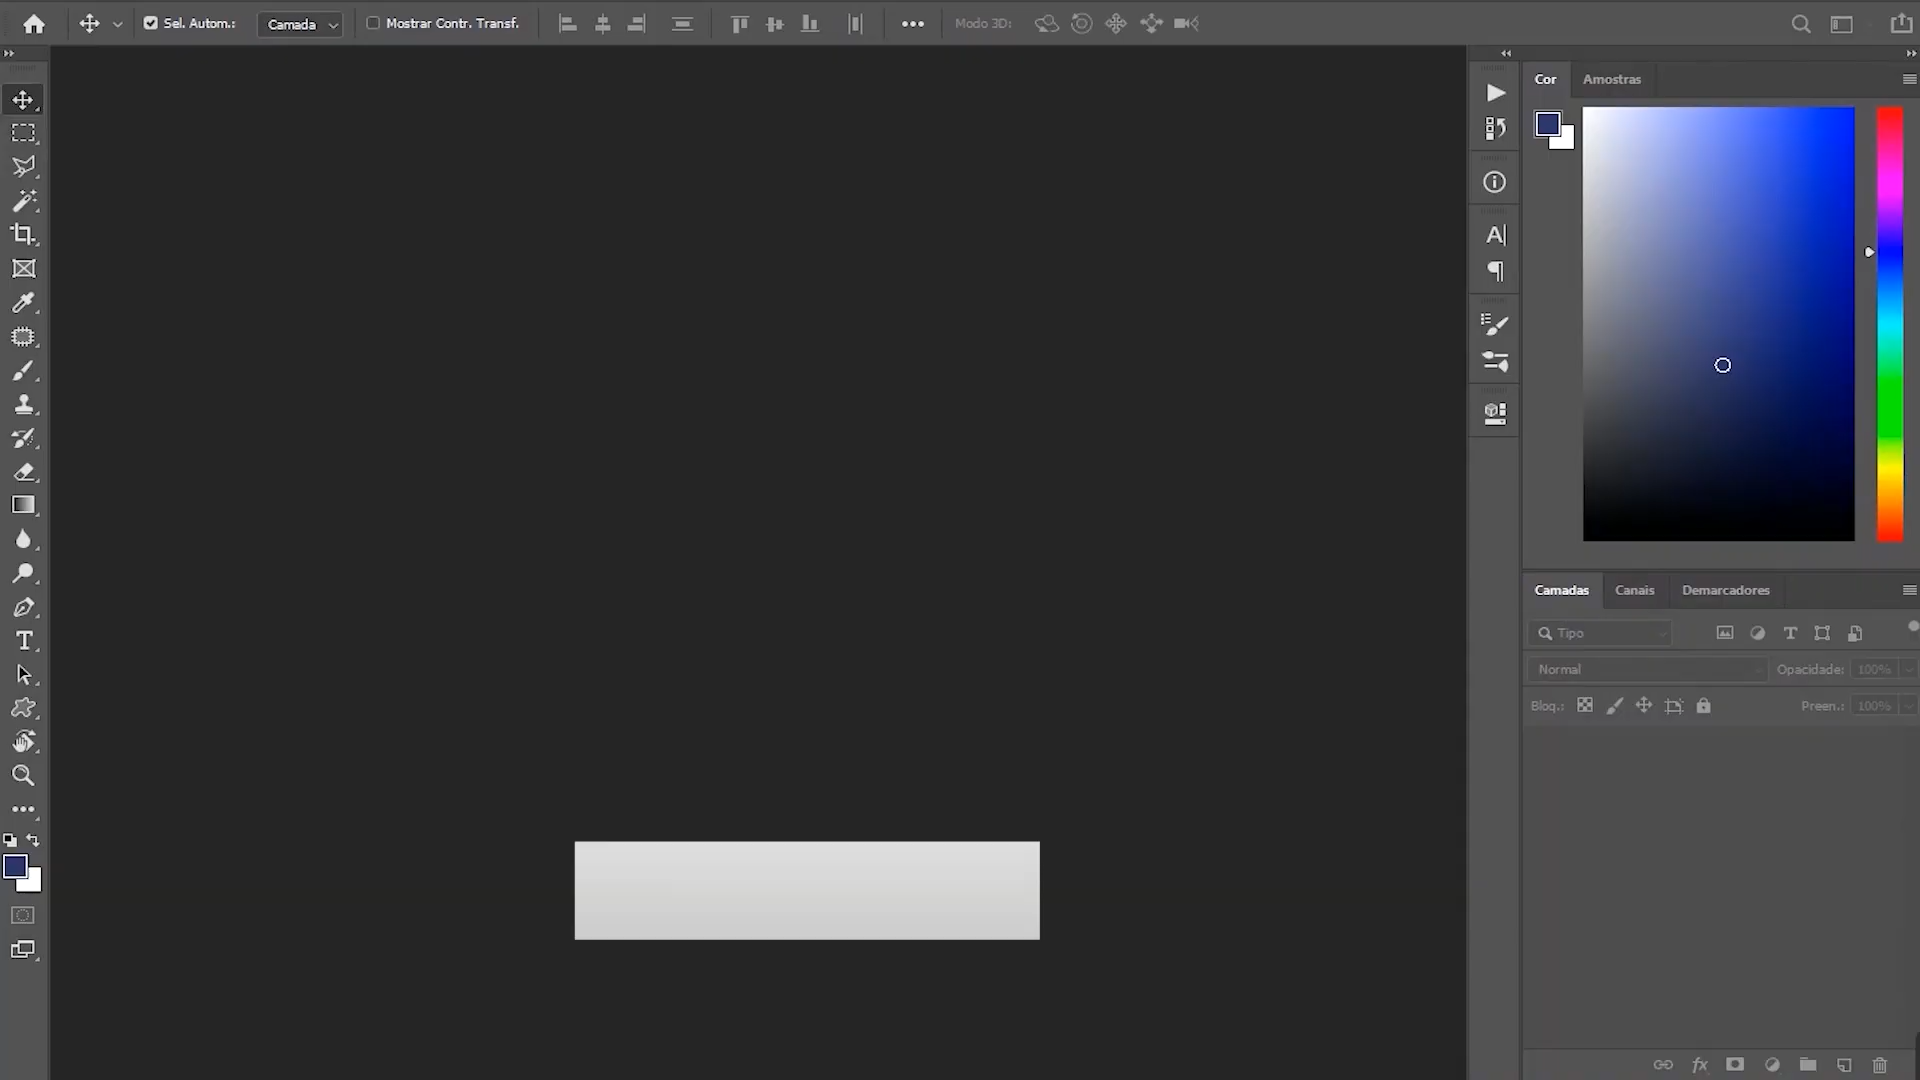 Sel. Autom.: Camada Mostrar Contr. Transf. Modo 3D:
Cor Amostras
Camadas Canais Demarcadores
Tipo
Normal Opacidade: 100%
Bloq.: Preen.: 100%